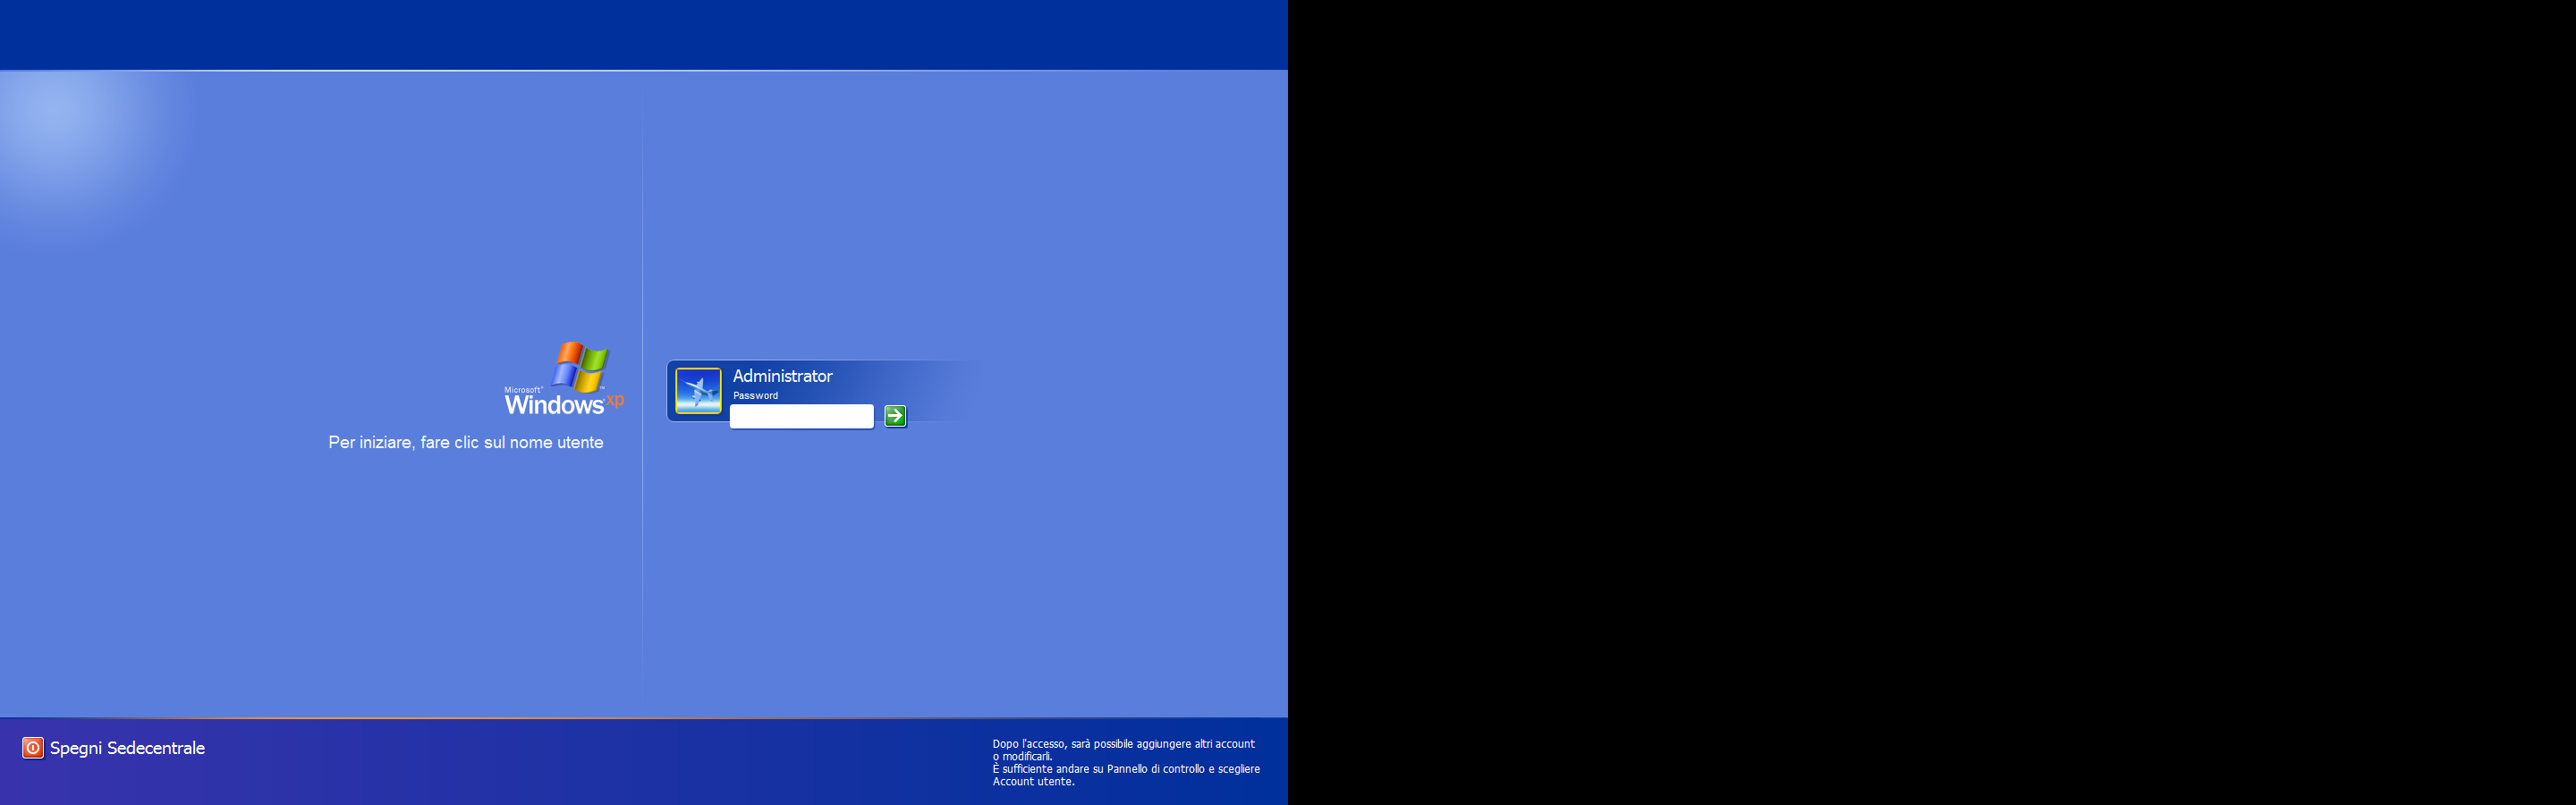 Microsoft®
Windows xp™
Per iniziare, fare clic sul nome utente
Administrator
Password
Spegni Sedecentrale
Dopo l'accesso, sarà possibile aggiungere altri account
o modificarli.
È sufficiente andare su Pannello di controllo e scegliere
Account utente.